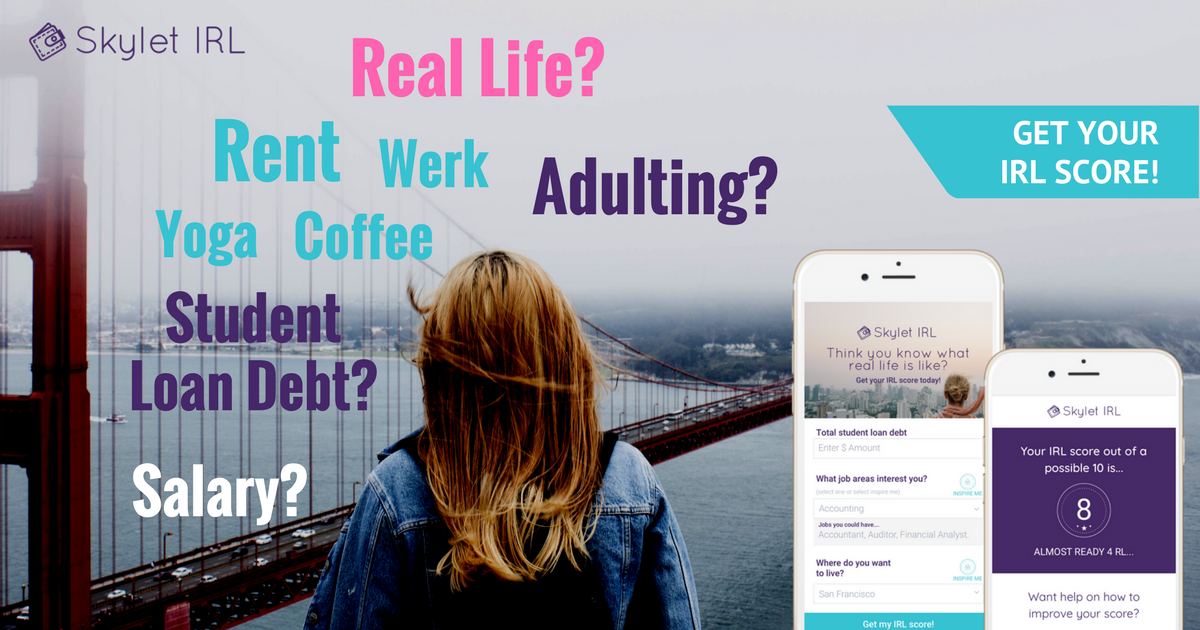 Skylet IRL
Real Life?
Rent
Werk
Adulting?
Yoga
Coffee
Student
Loan Debt?
Salary?
GET YOUR
IRL SCORE!
Skylet IRL
Think you know what
real life is like?
Get your IRL score today!
Total student loan debt
Enter $ Amount
What job areas interest you?
(select one or select inspire me)
INSPIRE ME
Accounting
Jobs you could have....
Accountant, Auditor, Financial Analyst.
Where do you want
to live?
INSPIRE ME
San Francisco
Get my IRL score!
Skylet IRL
Your IRL score out of a
possible 10 is...
8
ALMOST READY 4 RL...
Want help on how to
improve your score?